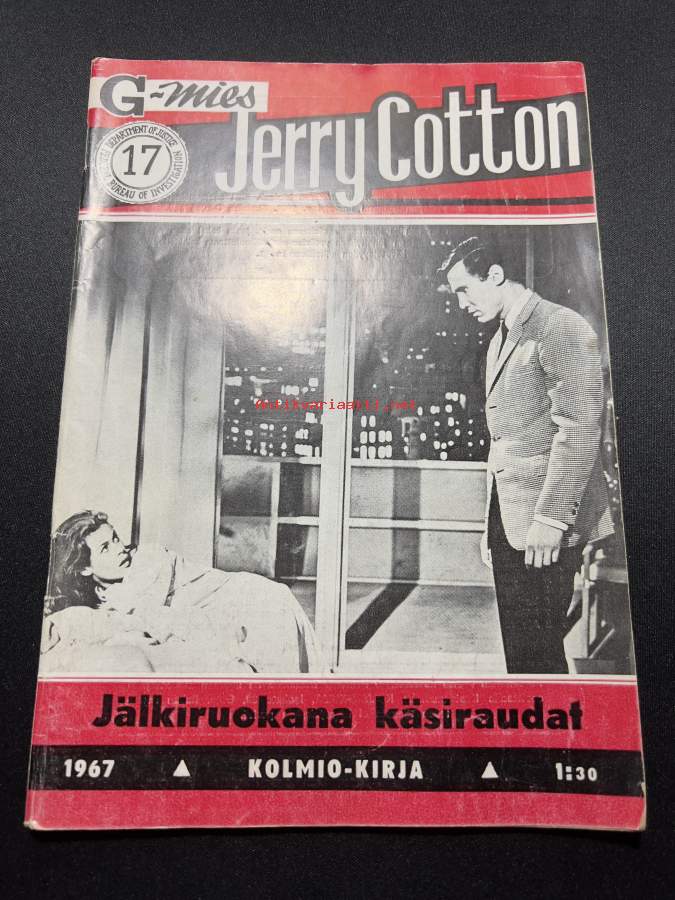 G-mies
Jerry Cotton
DEPARTMENT OF JUSTICE
BUREAU OF INVESTIGATION
17
Antikvariaatti.net
Jälkiruokana käsiraudat
1967 ▲ KOLMIO-KIRJA ▲ 1:30